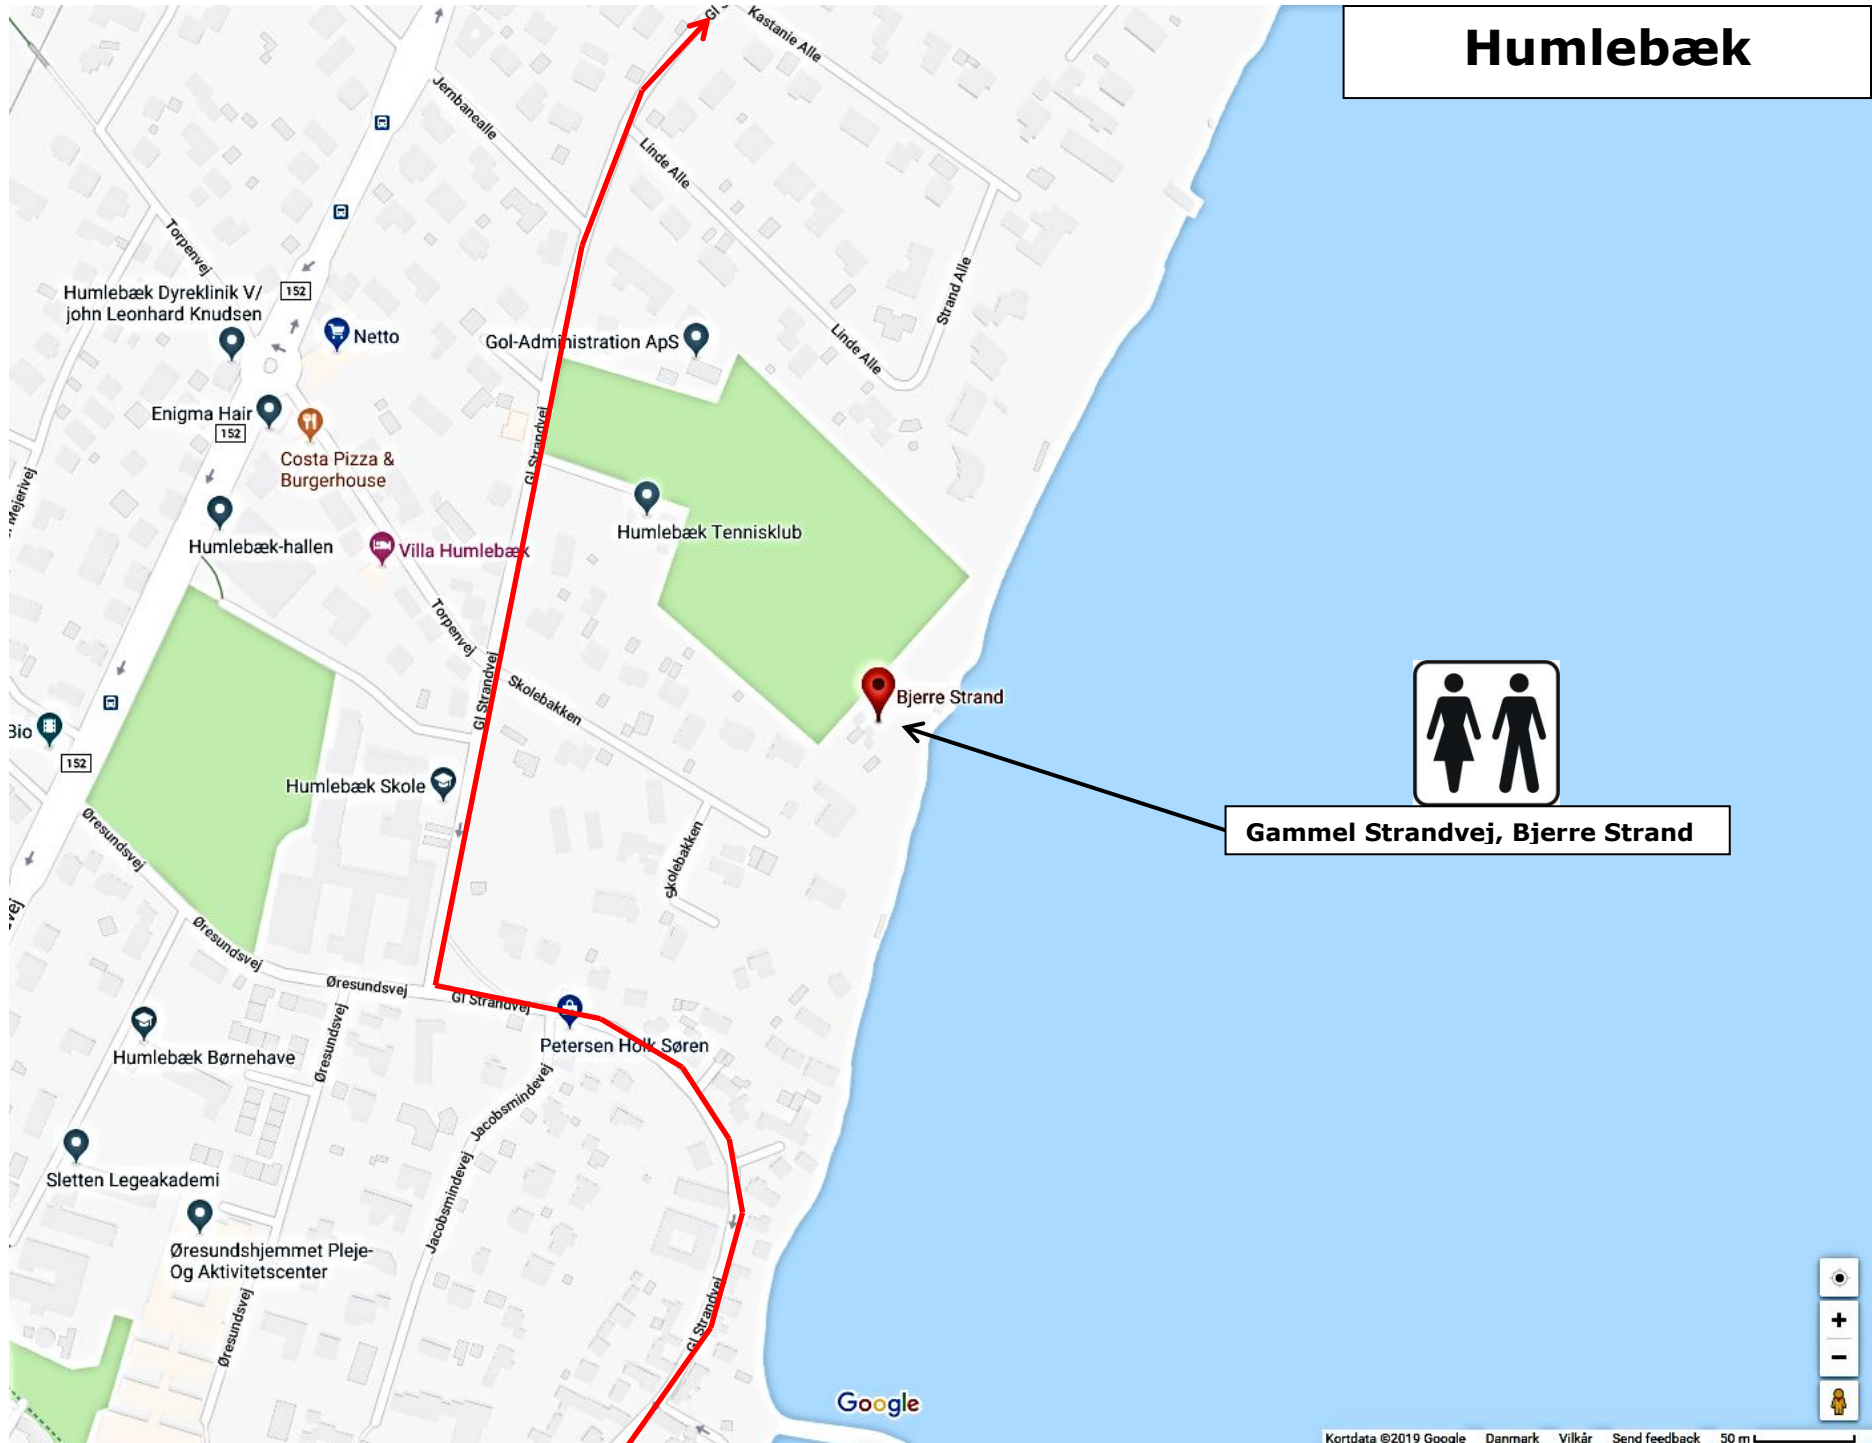 Humlebæk
Kastanie Alle
Jernbanealle
Linde Alle
Torpenvej
Humlebæk Dyreklinik V/
john Leonhard Knudsen
152
Netto
Strand Alle
Linde Alle
Gol-Administration ApS
Enigma Hair
152
Costa Pizza &
Burgerhouse
Gl Strandvej
Mejerivej
Humlebæk-hallen
Villa Humlebæk
Humlebæk Tennisklub
Torpenvej
Gl Strandvej
Skolebakken
Bjerre Strand
Bio
152
Humlebæk Skole
Gammel Strandvej, Bjerre Strand
Øresundsvej
Skolebakken
vej
Øresundsvej
Øresundsvej
Gl Strandvej
Petersen Holk Søren
Humlebæk Børnehave
Øresundsvej
Jacobsmindevej
Sletten Legeakademi
Jacobsmindevej
Øresundshjemmet Pleje-
Og Aktivitetscenter
Øresundsvej
Gl Strandvej
Google
Kortdata ©2019 Google Danmark Vilkår Send feedback 50 m